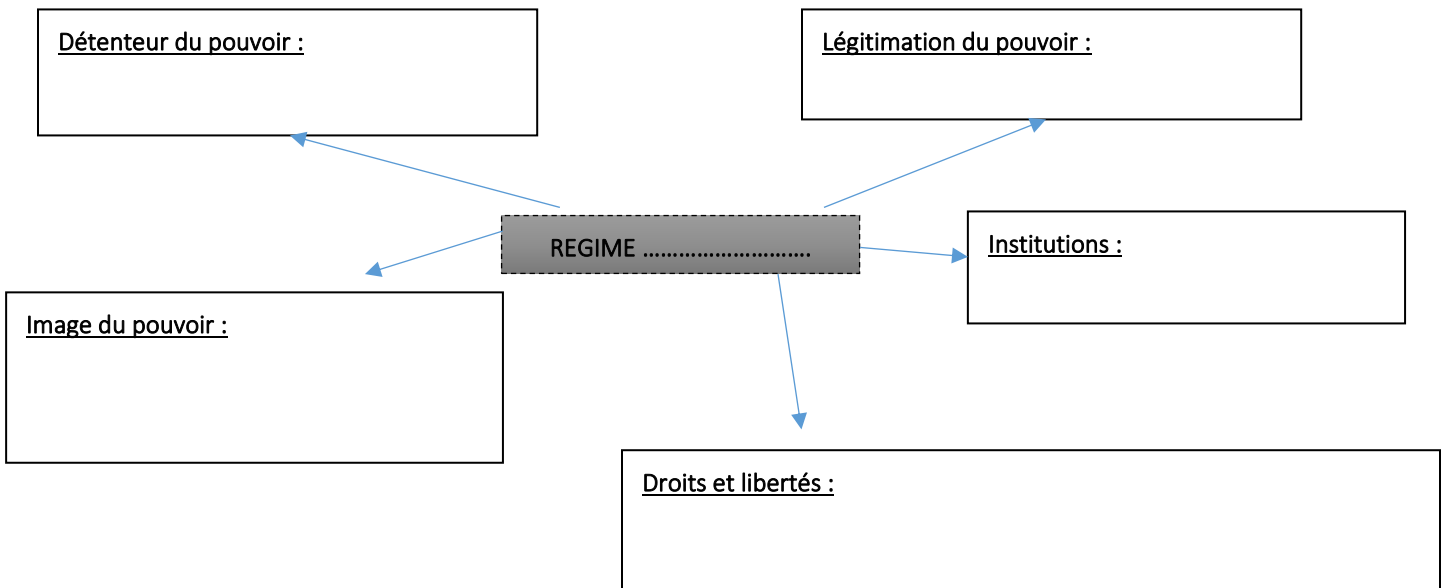 Détenteur du pouvoir :
Légitimation du pouvoir :
REGIME ……………………….
Institutions :
Image du pouvoir :
Droits et libertés :